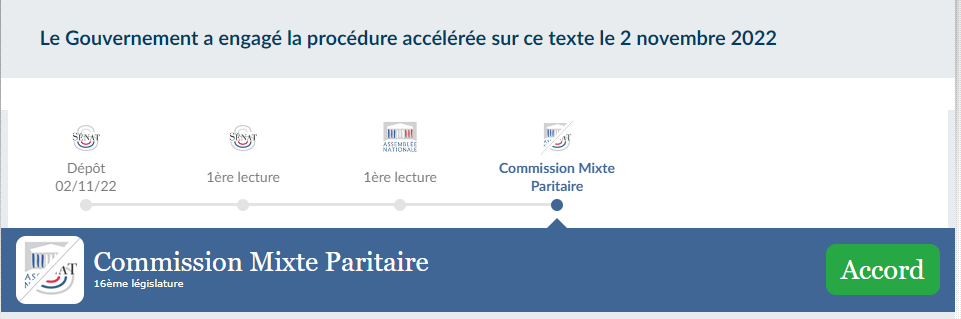 Le Gouvernement a engagé la procédure accélérée sur ce texte le 2 novembre 2022
SÉNAT
SÉNAT
ASSEMBLÉE
NATIONALE
Dépôt
02/11/22
1ère lecture
1ère lecture
Commission Mixte
Paritaire
Commission Mixte Paritaire
16ème législature
Accord